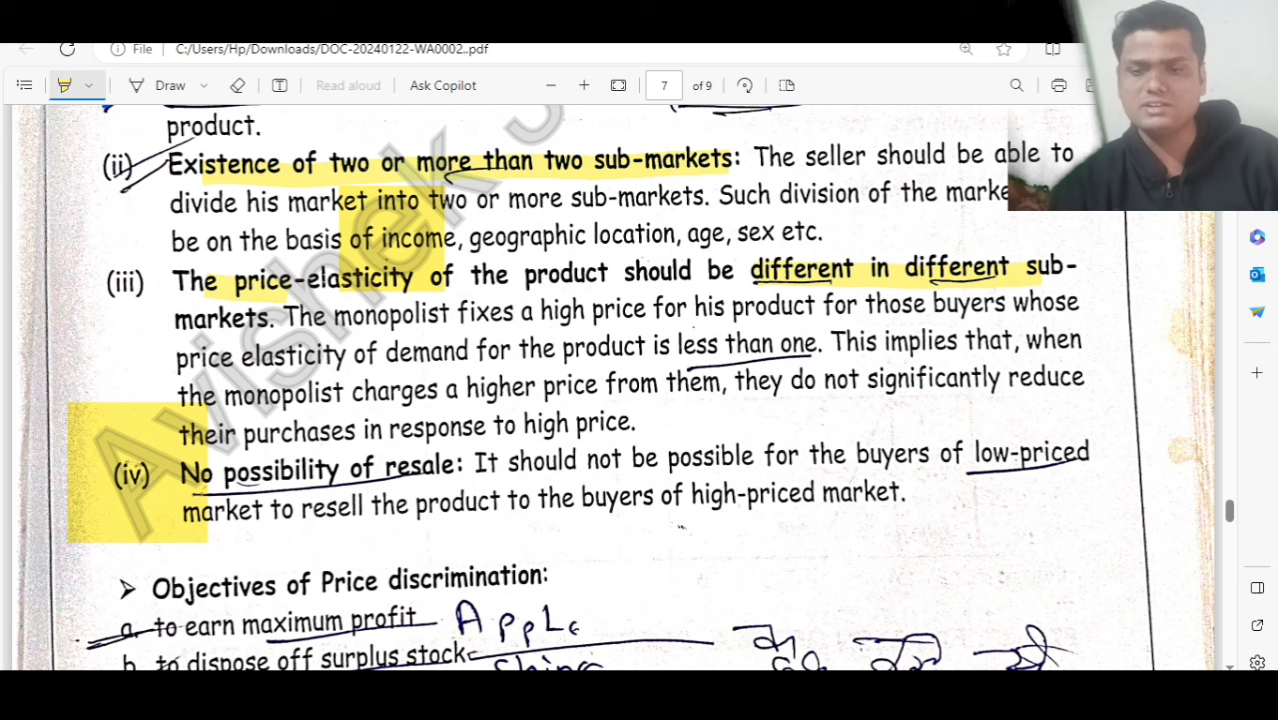 File C:/Users/Hp/Downloads/DOC-20240122-WA0002..pdf
Draw Read aloud Ask Copilot 7 of 9
product.
(ii) Existence of two or more than two sub-markets: The seller should be able to
divide his market into two or more sub-markets. Such division of the marke
be on the basis of income, geographic location, age, sex etc.
(iii) The price-elasticity of the product should be different in different sub-
markets. The monopolist fixes a high price for his product for those buyers whose
price elasticity of demand for the product is less than one. This implies that, when
the monopolist charges a higher price from them, they do not significantly reduce
their purchases in response to high price.
(iv) No possibility of resale: It should not be possible for the buyers of low-priced
market to resell the product to the buyers of high-priced market.
Avishek
➤ Objectives of Price discrimination:
a. to earn maximum profit Apple
b. to dispose off surplus stock